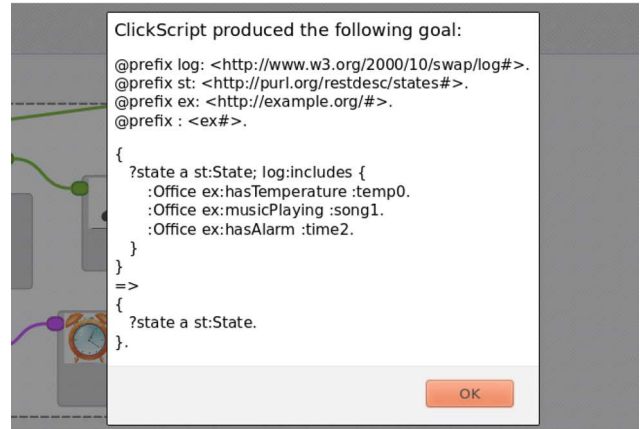 ClickScript produced the following goal:
@prefix log: <http://www.w3.org/2000/10/swap/log#>.
@prefix st: <http://purl.org/restdesc/states#>.
@prefix ex: <http://example.org/#>.
@prefix : <ex#>.
{
?state a st:State; log:includes {
:Office ex:hasTemperature :temp0.
:Office ex:musicPlaying :song1.
:Office ex:hasAlarm :time2.
}
}
=>
{
?state a st:State.
}.
OK